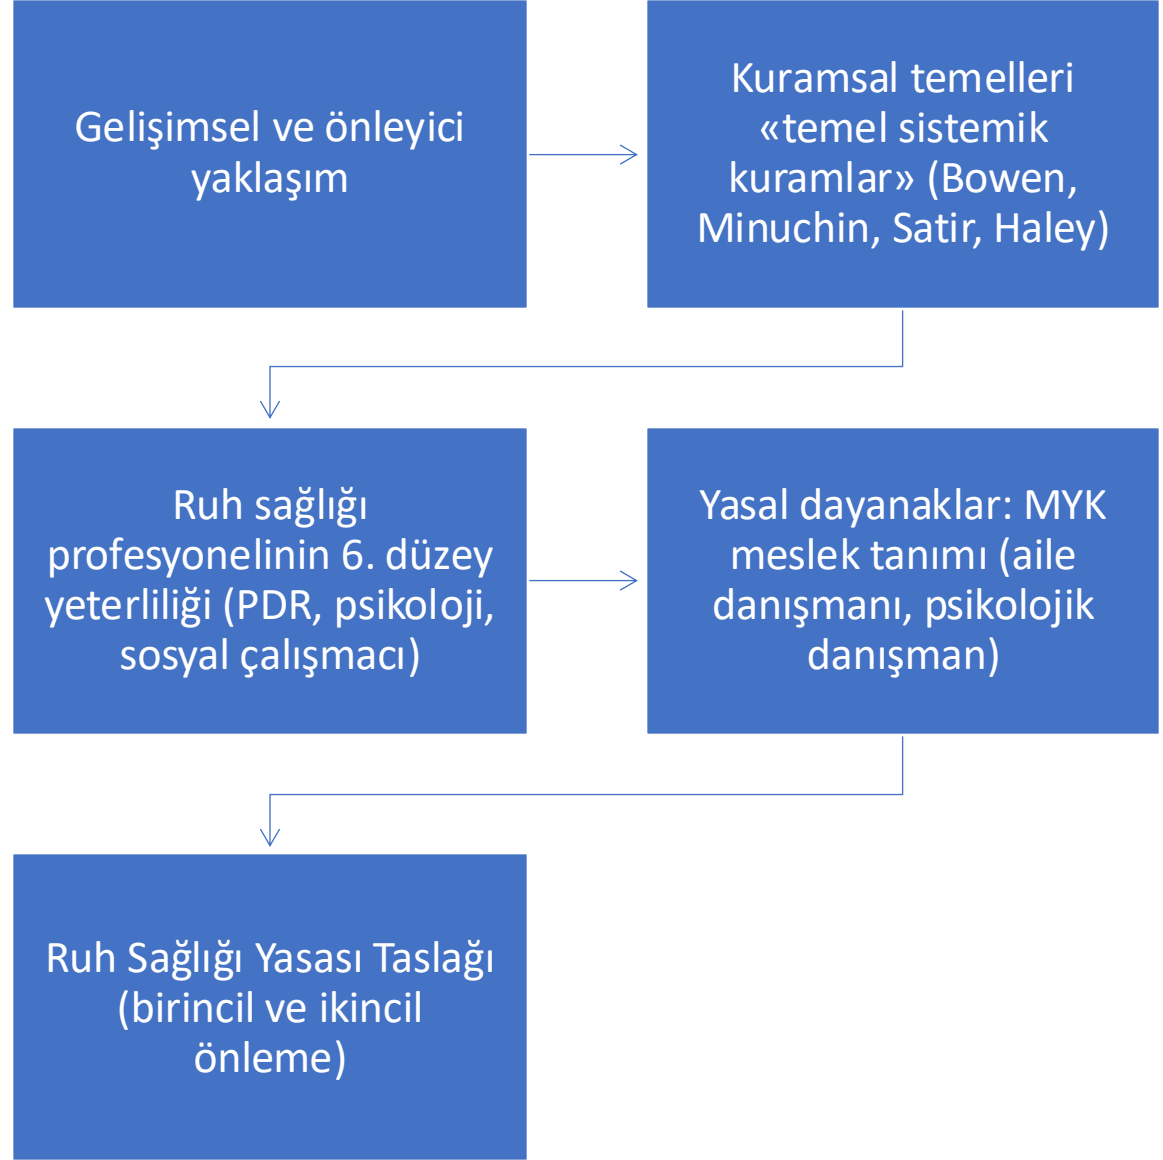 Gelişimsel ve önleyici
yaklaşım
Kuramsal temelleri
«temel sistemik
kuramlar» (Bowen,
Minuchin, Satir, Haley)
Ruh sağlığı
profesyonelinin 6. düzey
yeterliliği (PDR, psikoloji,
sosyal çalışmacı)
Yasal dayanaklar: MYK
meslek tanımı (aile
danışmanı, psikolojik
danışman)
Ruh Sağlığı Yasası Taslağı
(birincil ve ikincil
önleme)